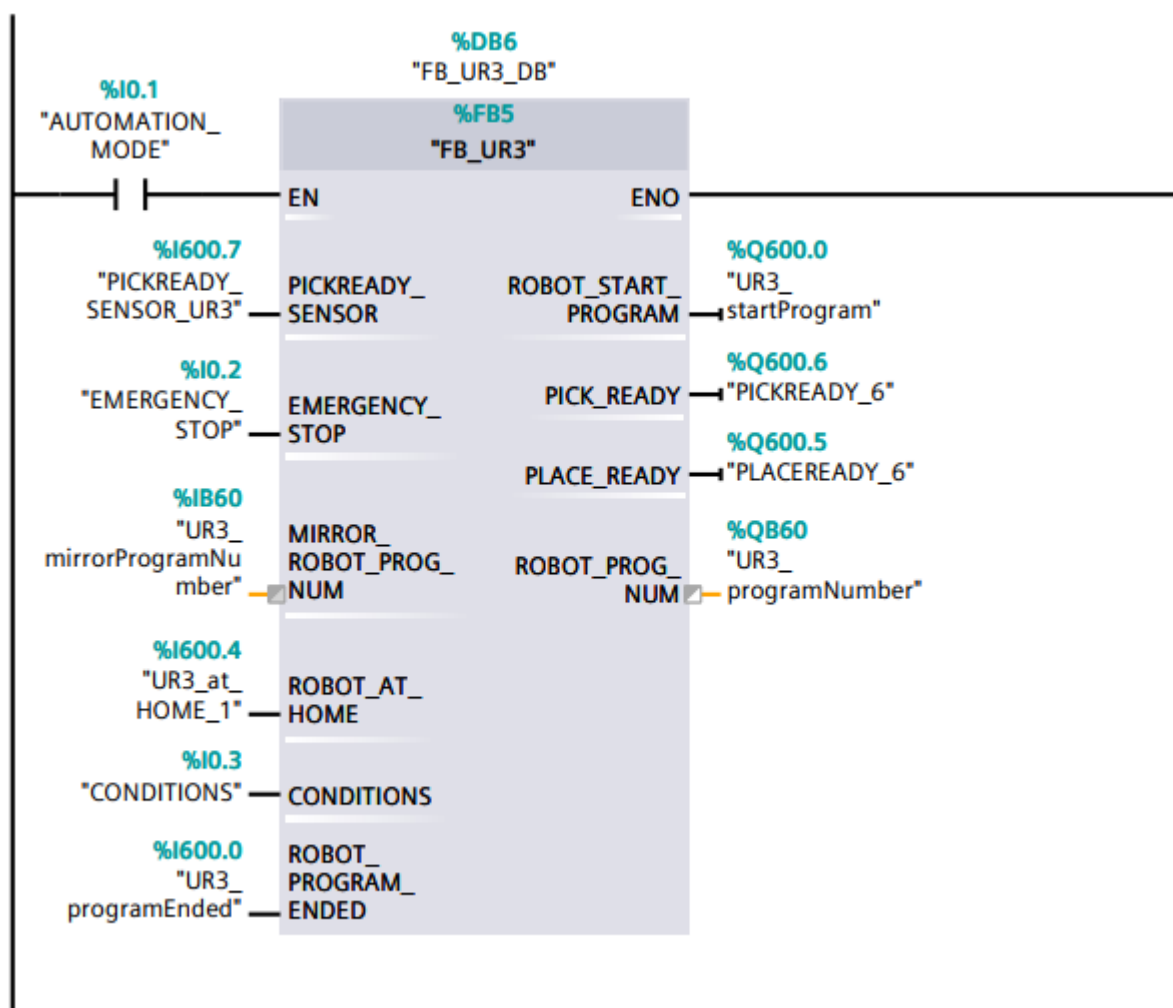 %DB6
"FB_UR3_DB"
%I0.1
"AUTOMATION_
MODE"
%FB5
"FB_UR3"
EN
ENO
%I600.7
"PICKREADY_
SENSOR_UR3"
PICKREADY_
SENSOR
ROBOT_START_
PROGRAM
%Q600.0
"UR3_
startProgram"
%I0.2
"EMERGENCY_
STOP"
EMERGENCY_
STOP
PICK_READY
%Q600.6
"PICKREADY_6"
PLACE_READY
%Q600.5
"PLACEREADY_6"
%IB60
"UR3_
mirrorProgramNu
mber"
MIRROR_
ROBOT_PROG_
NUM
ROBOT_PROG_
NUM
%QB60
"UR3_
programNumber"
%I600.4
"UR3_at_
HOME_1"
ROBOT_AT_
HOME
%I0.3
"CONDITIONS"
CONDITIONS
%I600.0
"UR3_
programEnded"
ROBOT_
PROGRAM_
ENDED